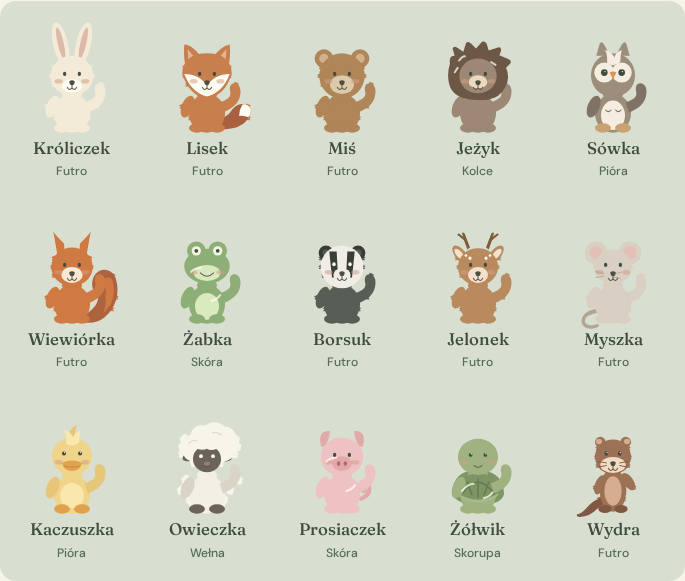 Króliczek
Lisek
Miś
Jeżyk
Sówka
Futro
Futro
Futro
Kolce
Pióra
Wiewiórka
Żabka
Borsuk
Jelonek
Myszka
Futro
Skóra
Futro
Futro
Futro
Kaczuszka
Owieczka
Prosiaczek
Żółwik
Wydra
Pióra
Wełna
Skóra
Skorupa
Futro